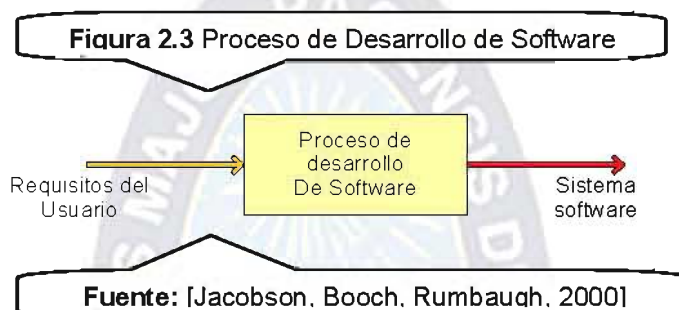 Figura 2.3 Proceso de Desarrollo de Software
Proceso de
desarrollo
De Software
Requisitos del
Usuario
Sistema
software
Fuente: [Jacobson, Booch, Rumbaugh, 2000]